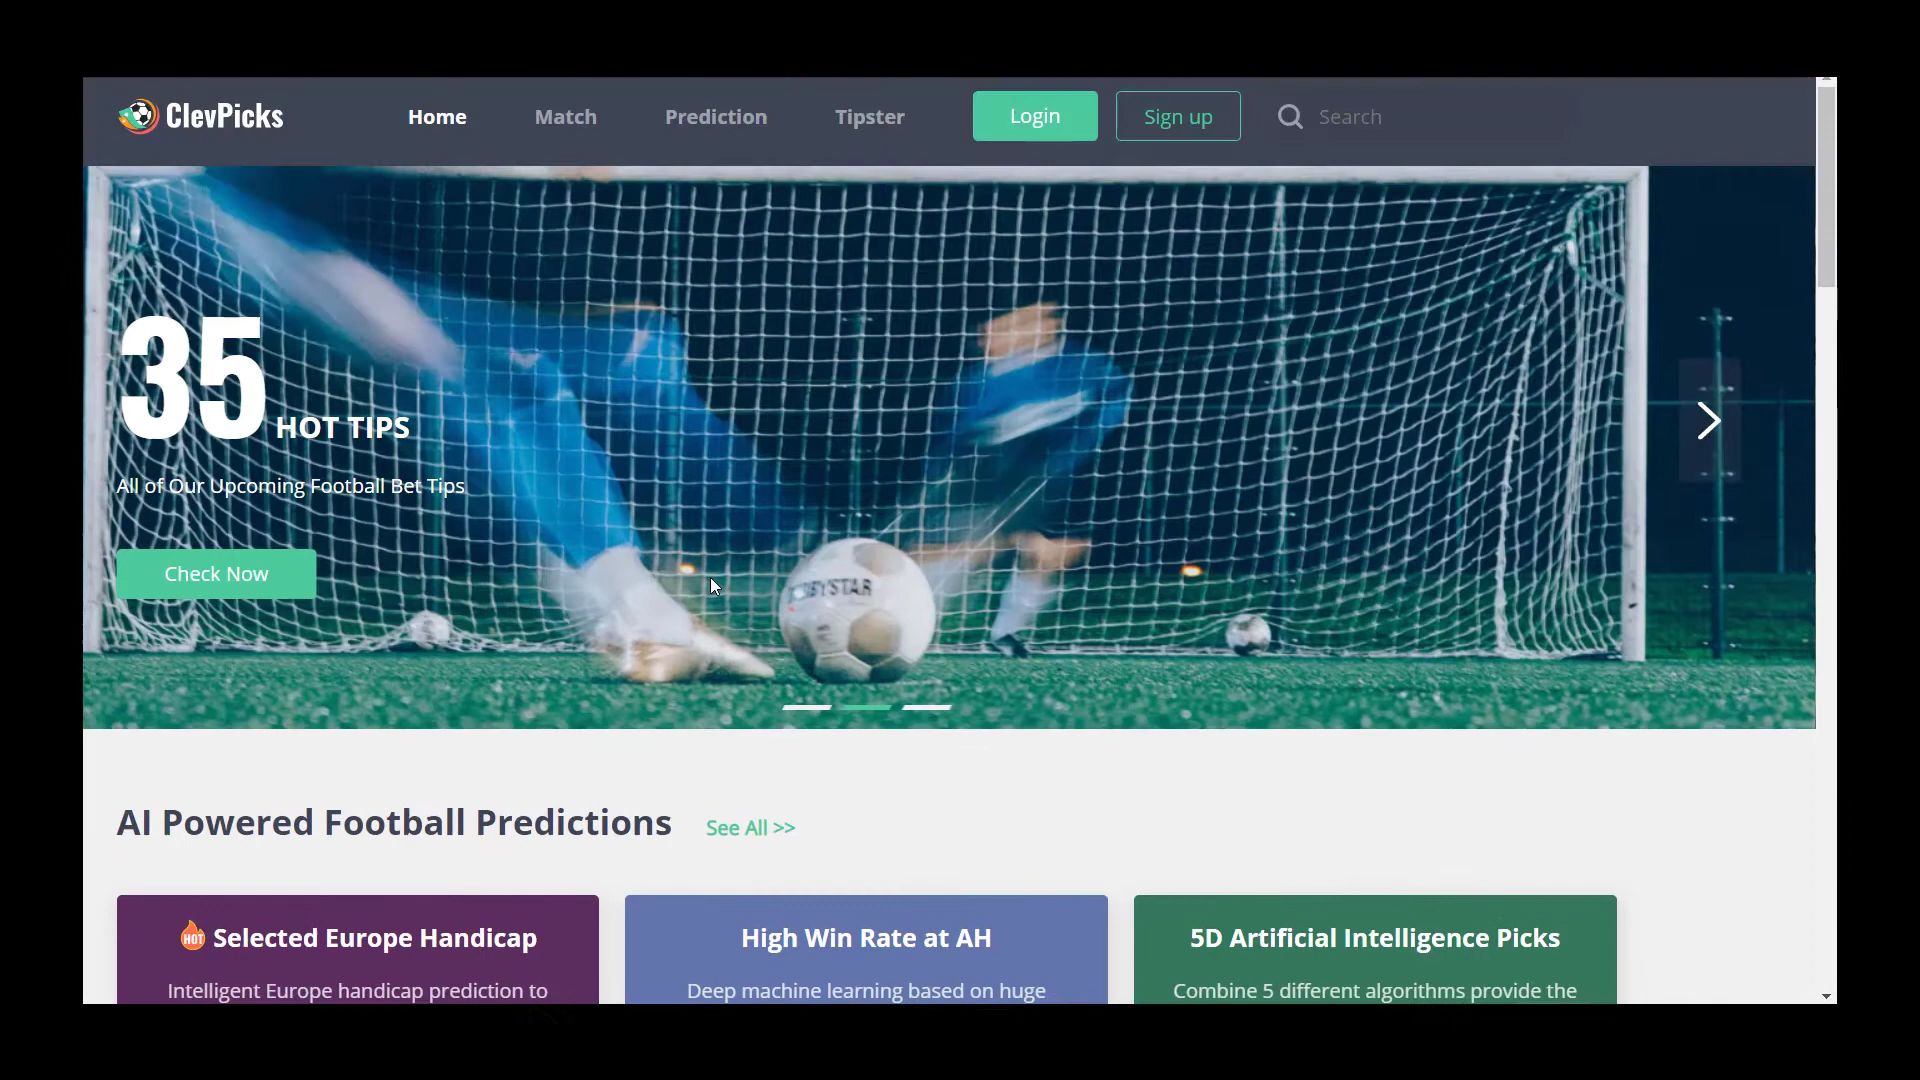 ClevPicks
Home
Match
Prediction
Tipster
Login
Sign up
Search
35 HOT TIPS
All of Our Upcoming Football Bet Tips
Check Now
AI Powered Football Predictions
See All >>
HOT Selected Europe Handicap
Intelligent Europe handicap prediction to
High Win Rate at AH
Deep machine learning based on huge
5D Artificial Intelligence Picks
Combine 5 different algorithms provide the